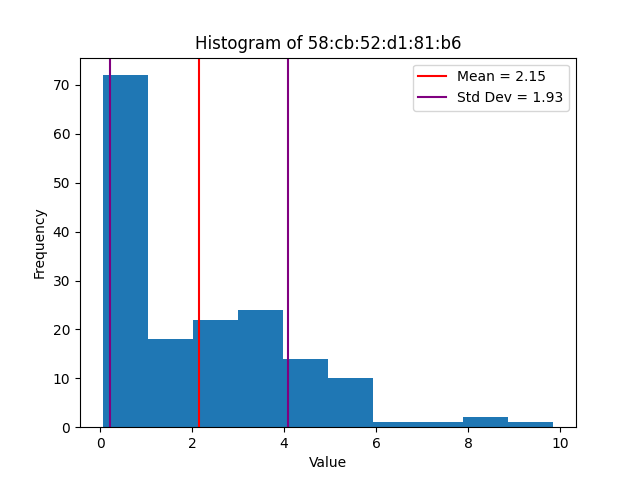 Histogram of 58:cb:52:d1:81:b6
Mean = 2.15
Std Dev = 1.93
70
60
50
40
30
20
10
0
Frequency
0 2 4 6 8 10
Value